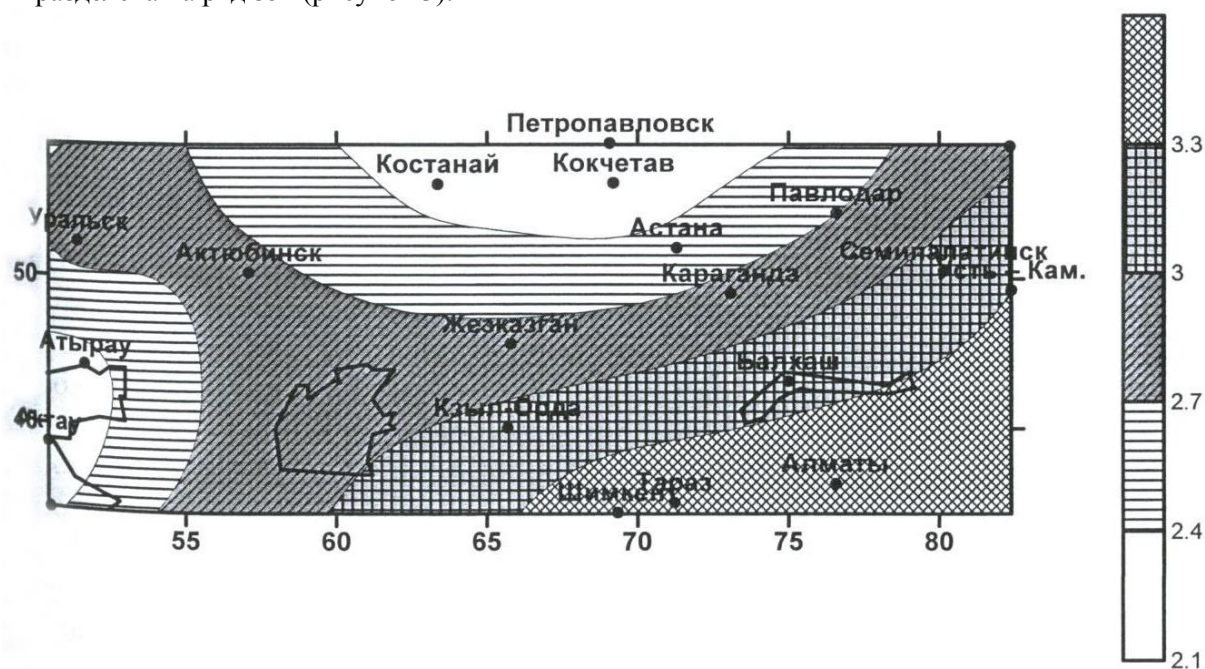 Петропавловск
Костанай Кокчетав
Павлодар
Уральск Астана
Актюбинск Семипалатинск
50 Караганда Усть - Кам.
Жезказган
Атырау Балхаш
Актау Кзыл-Орда
Алматы
Шимкент Тараз
55 60 65 70 75 80
3.3
3
2.7
2.4
2.1